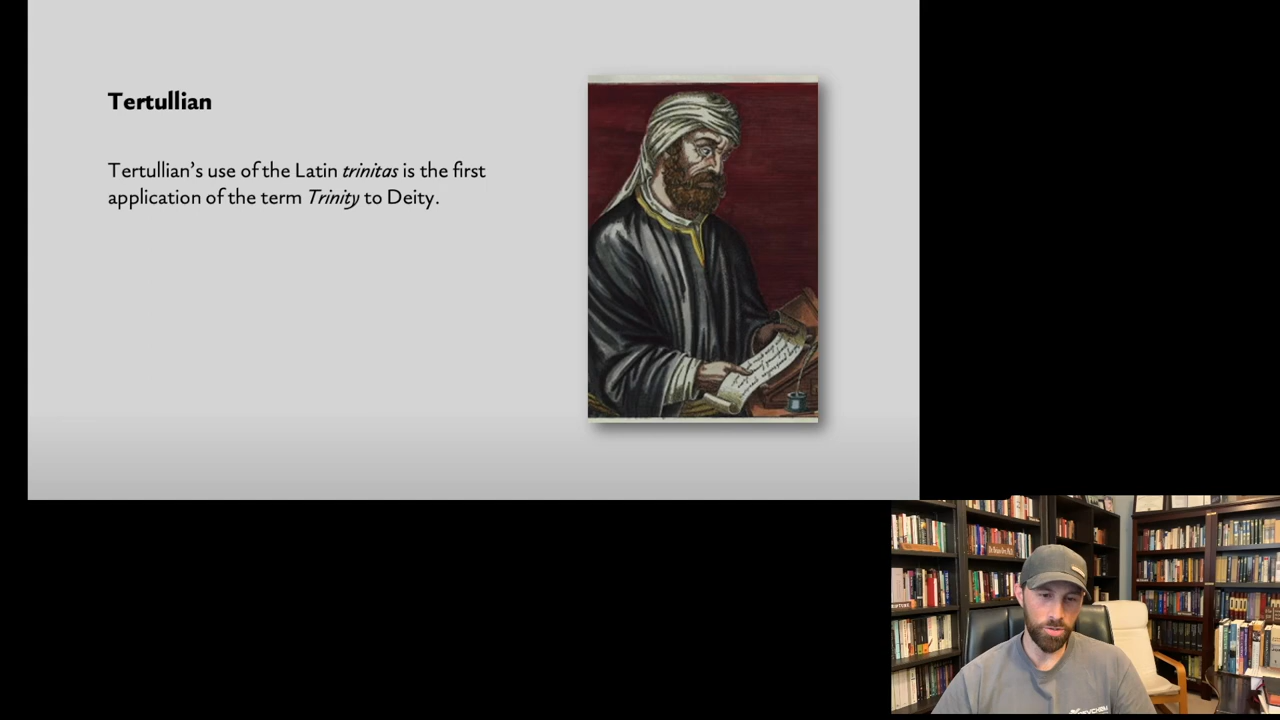 Tertullian
Tertullian's use of the Latin trinitas is the first
application of the term Trinity to Deity.